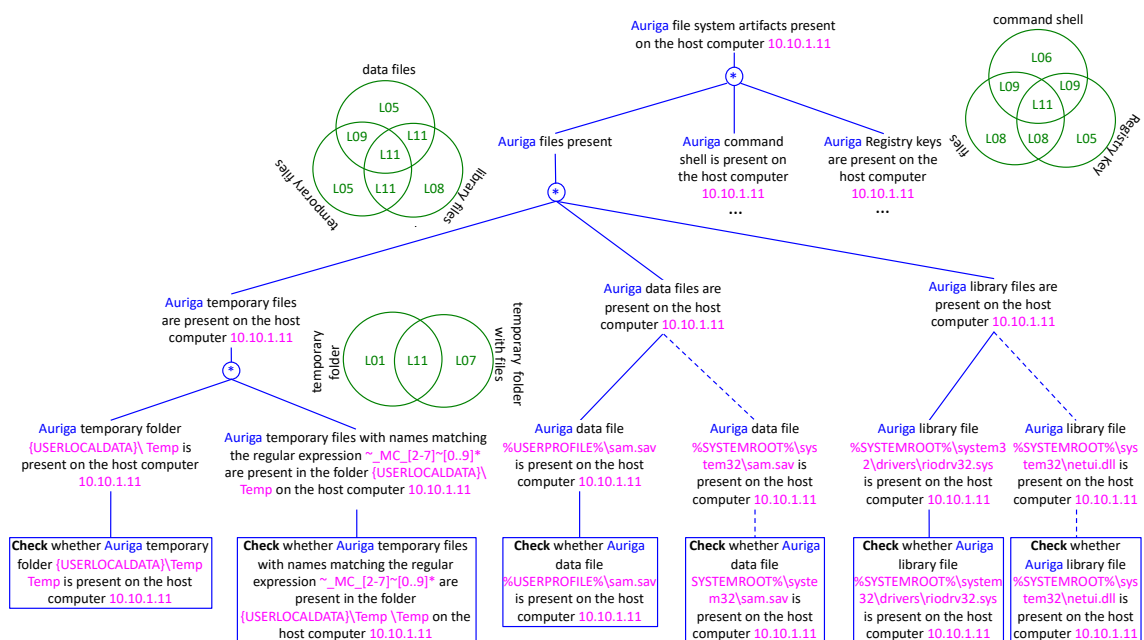 Auriga file system artifacts present
on the host computer 10.10.1.11
*
command shell
L06
L09
L09
L11
L08
L08
L05
files
Registry Key
data files
L05
L09
L11
L11
L05
L11
L08
temporary files
library files
.
Auriga files present
Auriga command
shell is present on
the host computer
10.10.1.11
...
Auriga Registry keys
are present on the
host computer
10.10.1.11
...
*
Auriga temporary files
are present on the host
computer 10.10.1.11
*
temporary
folder
L01
L11
L07
temporary folder
with files
Auriga data files are
present on the host
computer 10.10.1.11
Auriga library files are
present on the host
computer 10.10.1.11
Auriga temporary folder
{USERLOCALDATA}\ Temp is
present on the host computer
10.10.1.11
Auriga temporary files with names matching
the regular expression ~_MC_[2-7]~[0..9]*
are present in the folder {USERLOCALDATA}\
Temp on the host computer 10.10.1.11
Auriga data file
%USERPROFILE%\sam.sav
is present on the host
computer 10.10.1.11
Auriga data file
%SYSTEMROOT%\sys
tem32\sam.sav is
present on the host
computer 10.10.1.11
Auriga library file
%SYSTEMROOT%\system3
2\drivers\riodrv32.sys
is present on the host
computer 10.10.1.11
Auriga library file
%SYSTEMROOT%\sys
tem32\netui.dll is
present on the host
computer 10.10.1.11
Check whether Auriga temporary
folder {USERLOCALDATA}\Temp
Temp is present on the host
computer 10.10.1.11
Check whether Auriga temporary files
with names matching the regular
expression ~_MC_[2-7]~[0..9]* are
present in the folder
{USERLOCALDATA}\Temp \Temp on the
host computer 10.10.1.11
Check whether Auriga
data file
%USERPROFILE%\sam.sav
is present on the host
computer 10.10.1.11
Check whether Auriga
data file
SYSTEMROOT%\syste
m32\sam.sav is
present on the host
computer 10.10.1.11
Check whether Auriga
library file
%SYSTEMROOT%\system
32\drivers\riodrv32.sys
is present on the host
computer 10.10.1.11
Check whether
Auriga library file
%SYSTEMROOT%\sys
tem32\netui.dll is
present on the host
computer 10.10.1.11